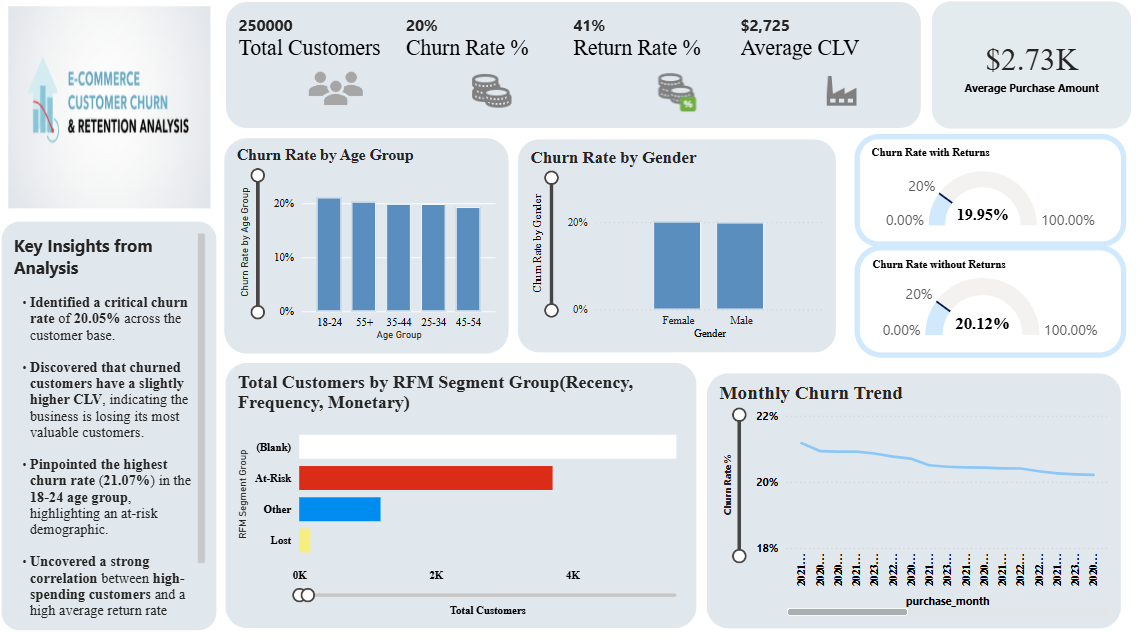 E-COMMERCE
CUSTOMER CHURN
& RETENTION ANALYSIS
250000
Total Customers
20%
Churn Rate %
41%
Return Rate %
%
$2,725
Average CLV
$2.73K
Average Purchase Amount
Key Insights from
Analysis
• Identified a critical churn
rate of 20.05% across the
customer base.
• Discovered that churned
customers have a slightly
higher CLV, indicating the
business is losing its most
valuable customers.
• Pinpointed the highest
churn rate (21.07%) in the
18-24 age group,
highlighting an at-risk
demographic.
• Uncovered a strong
correlation between high-
spending customers and a
high average return rate
Churn Rate by Age Group
Churn Rate by Age Group
20%
10%
0%
18-24 55+ 35-44 25-34 45-54
Age Group
Churn Rate by Gender
Churn Rate by Gender
20%
0%
Female Male
Gender
Churn Rate with Returns
20%
0.00% 19.95% 100.00%
Churn Rate without Returns
20%
0.00% 20.12% 100.00%
Total Customers by RFM Segment Group(Recency,
Frequency, Monetary)
RFM Segment Group
(Blank)
At-Risk
Other
Lost
0K 2K 4K
Total Customers
Monthly Churn Trend
Churn Rate%
22%
20%
18%
2021... 2020... 2020... 2021... 2023... 2022... 2020... 2021... 2023... 2021... 2020... 2021... 2022... 2022... 2021... 2023... 2020...
purchase_month